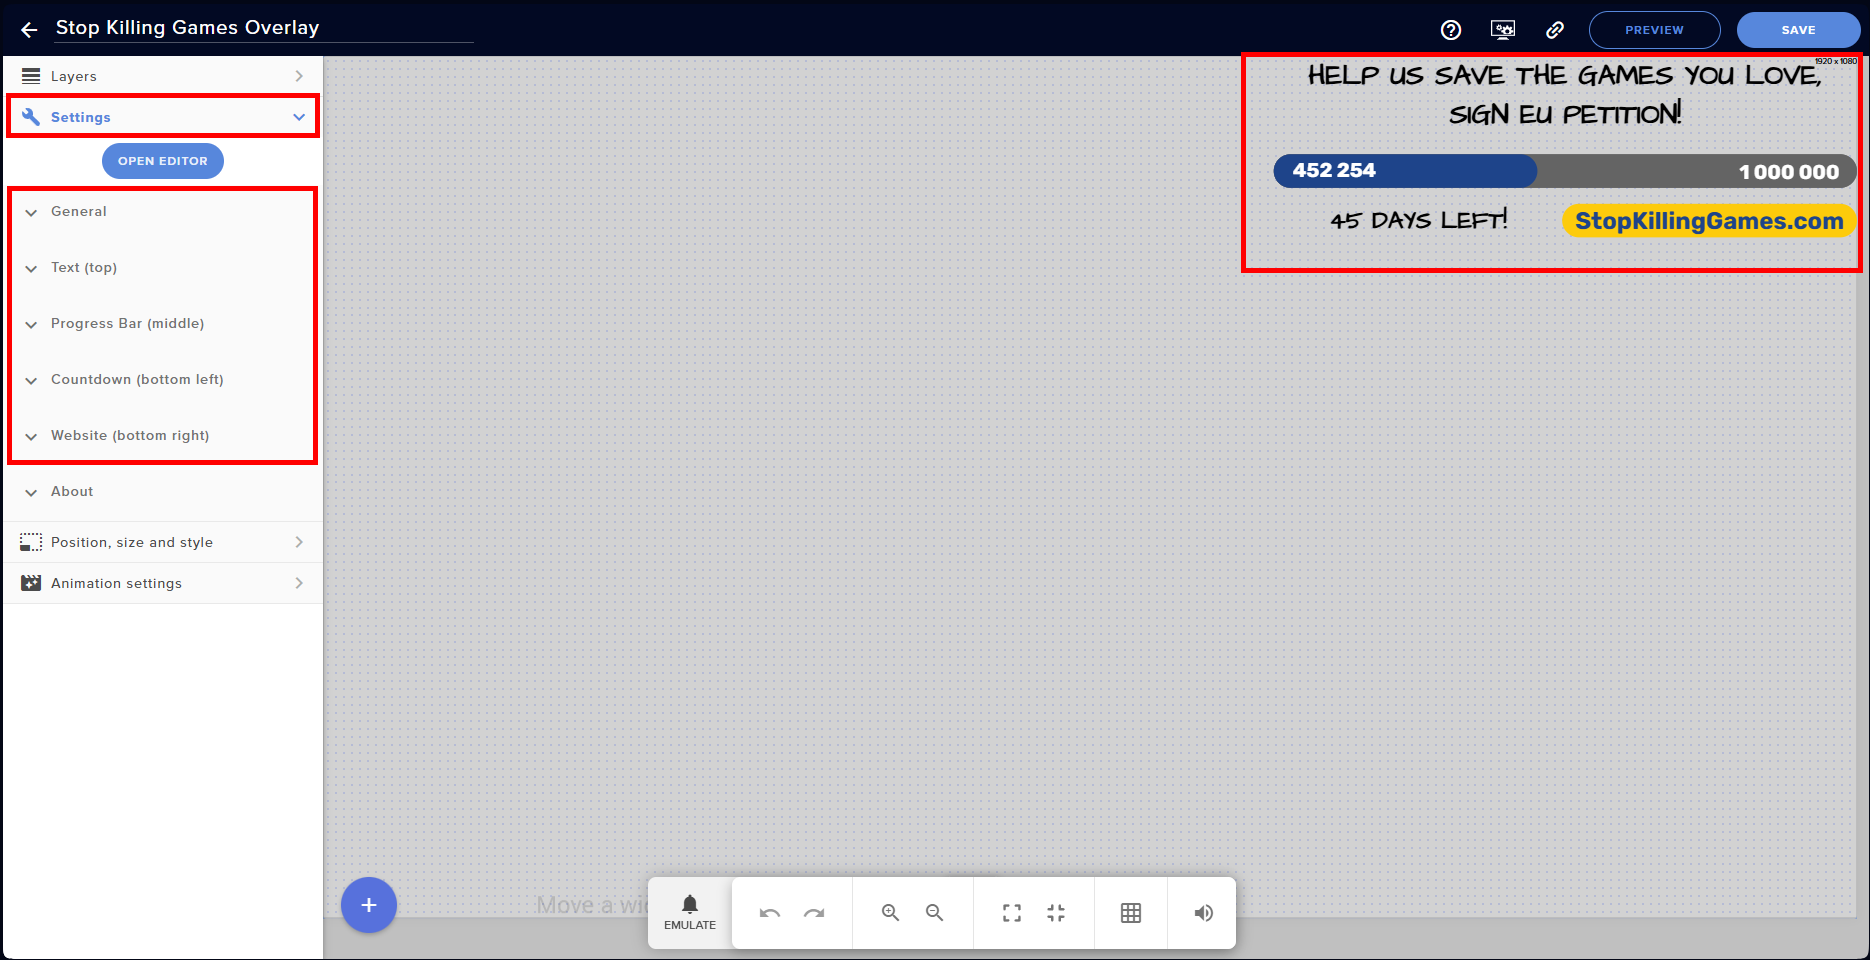 Stop Killing Games Overlay
PREVIEW
SAVE
Layers
Settings
OPEN EDITOR
General
Text (top)
Progress Bar (middle)
Countdown (bottom left)
Website (bottom right)
About
Position, size and style
Animation settings
1920 x 1080
HELP US SAVE THE GAMES YOU LOVE,
SIGN EU PETITION!
452 254
1 000 000
45 DAYS LEFT!
StopKillingGames.com
Move a
EMULATE